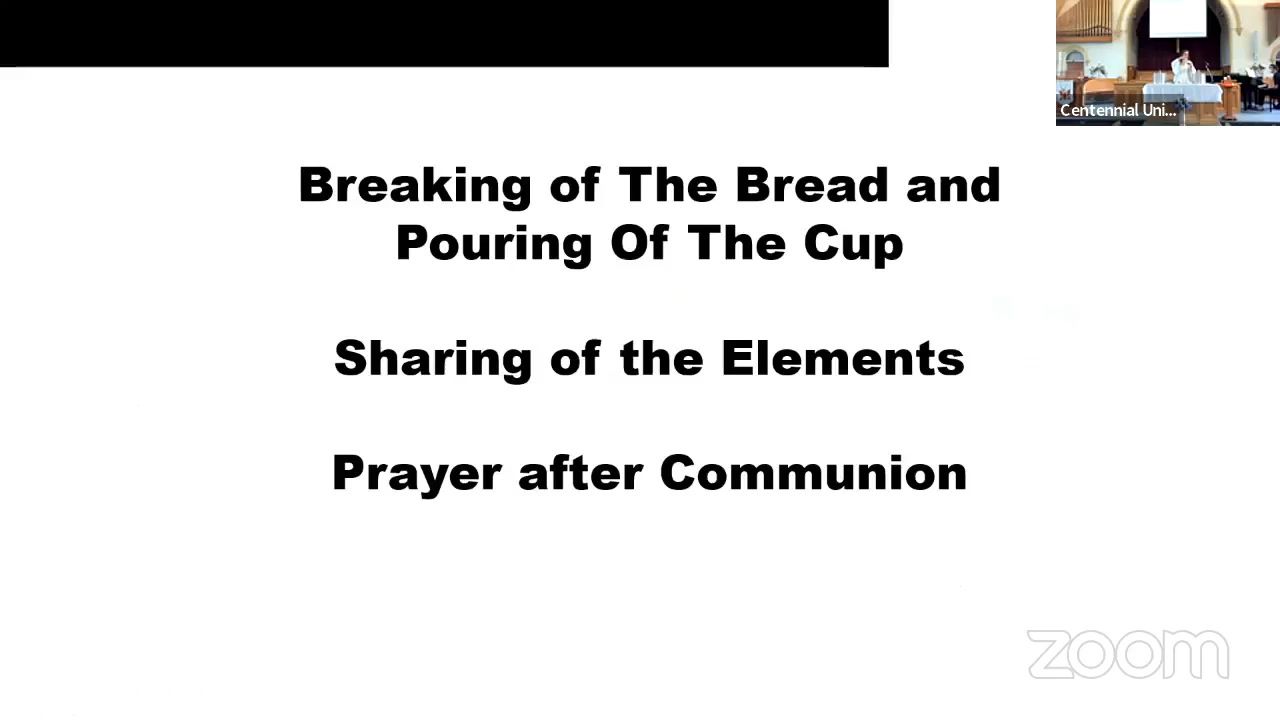 Centennial Uni...
Breaking of The Bread and
Pouring Of The Cup
Sharing of the Elements
Prayer after Communion
zoom